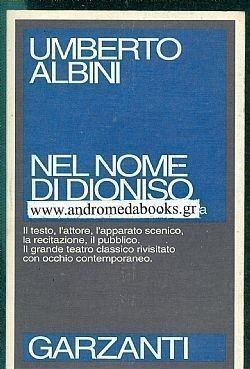 UMBERTO
ALBINI
NEL NOME
DI DIONISO
www.andromedabooks.gr
Il testo, l'attore, l'apparato scenico,
la recitazione, il pubblico.
Il grande teatro classico rivisitato
con occhio contemporaneo.
GARZANTI